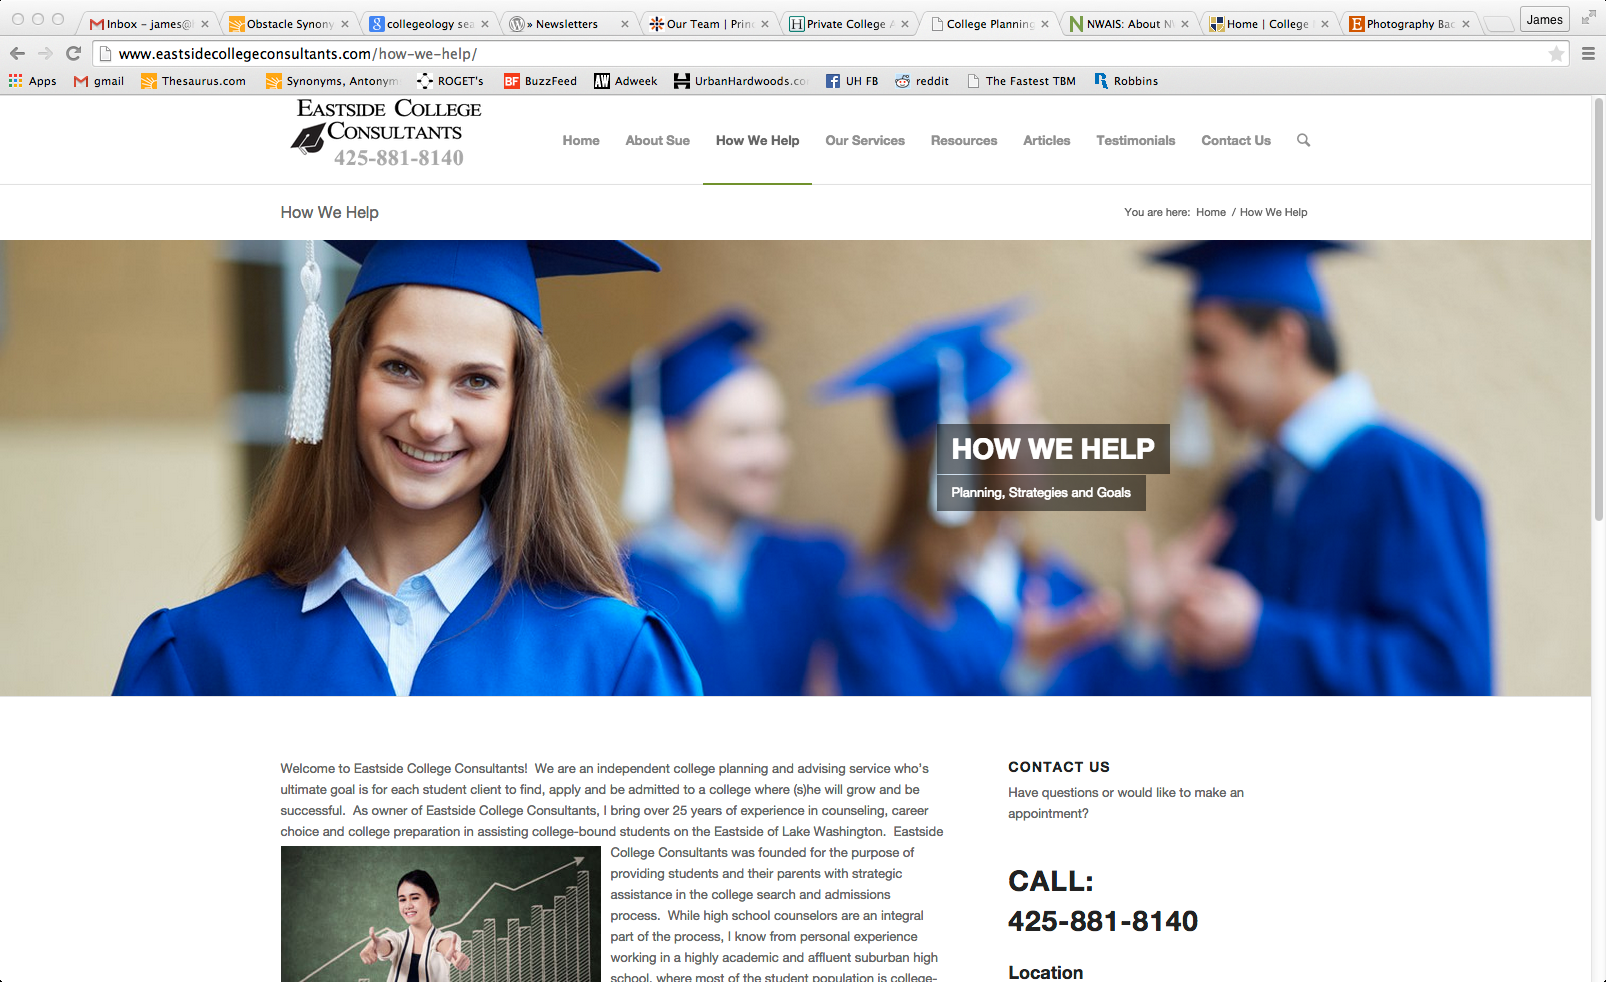 Inbox – james@
Obstacle Synony
collegeology sea
» Newsletters
Our Team | Prin
Private College A
College Planning
NWAIS: About N
Home | College
Photography Bac
James
www.eastsidecollegeconsultants.com/how-we-help/
Apps
gmail
Thesaurus.com
Synonyms, Antonym
ROGET's
BF BuzzFeed
AW Adweek
UrbanHardwoods.co
UH FB
reddit
The Fastest TBM
Robbins
EASTSIDE COLLEGE
CONSULTANTS
425-881-8140
Home
About Sue
How We Help
Our Services
Resources
Articles
Testimonials
Contact Us
How We Help
You are here: Home / How We Help
HOW WE HELP
Planning, Strategies and Goals
Welcome to Eastside College Consultants! We are an independent college planning and advising service who's
ultimate goal is for each student client to find, apply and be admitted to a college where (s)he will grow and be
successful. As owner of Eastside College Consultants, I bring over 25 years of experience in counseling, career
choice and college preparation in assisting college-bound students on the Eastside of Lake Washington. Eastside
College Consultants was founded for the purpose of
providing students and their parents with strategic
assistance in the college search and admissions
process. While high school counselors are an integral
part of the process, I know from personal experience
working in a highly academic and affluent suburban high
school, where most of the student population is college-
CONTACT US
Have questions or would like to make an
appointment?
CALL:
425-881-8140
Location